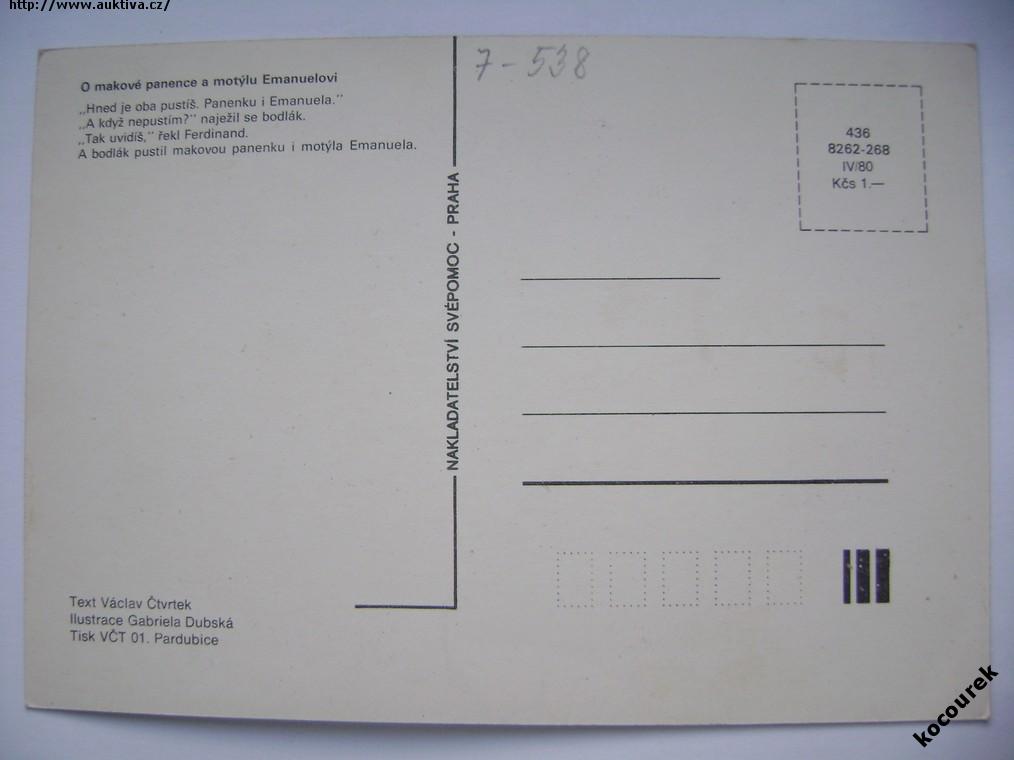 http://www.auktiva.cz/
7-538
O makové panence a motýlu Emanuelovi
„Hned je oba pustíš. Panenku i Emanuela."
„A když nepustím?" naježil se bodlák.
„Tak uvidíš," řekl Ferdinand.
A bodlák pustil makovou panenku i motýla Emanuela.
436
8262-268
IV/80
Kčs 1.—
NAKLADATELSTVÍ SVÉPOMOC - PRAHA
Text Václav Čtvrtek
Ilustrace Gabriela Dubská
Tisk VČT 01. Pardubice
kocourek